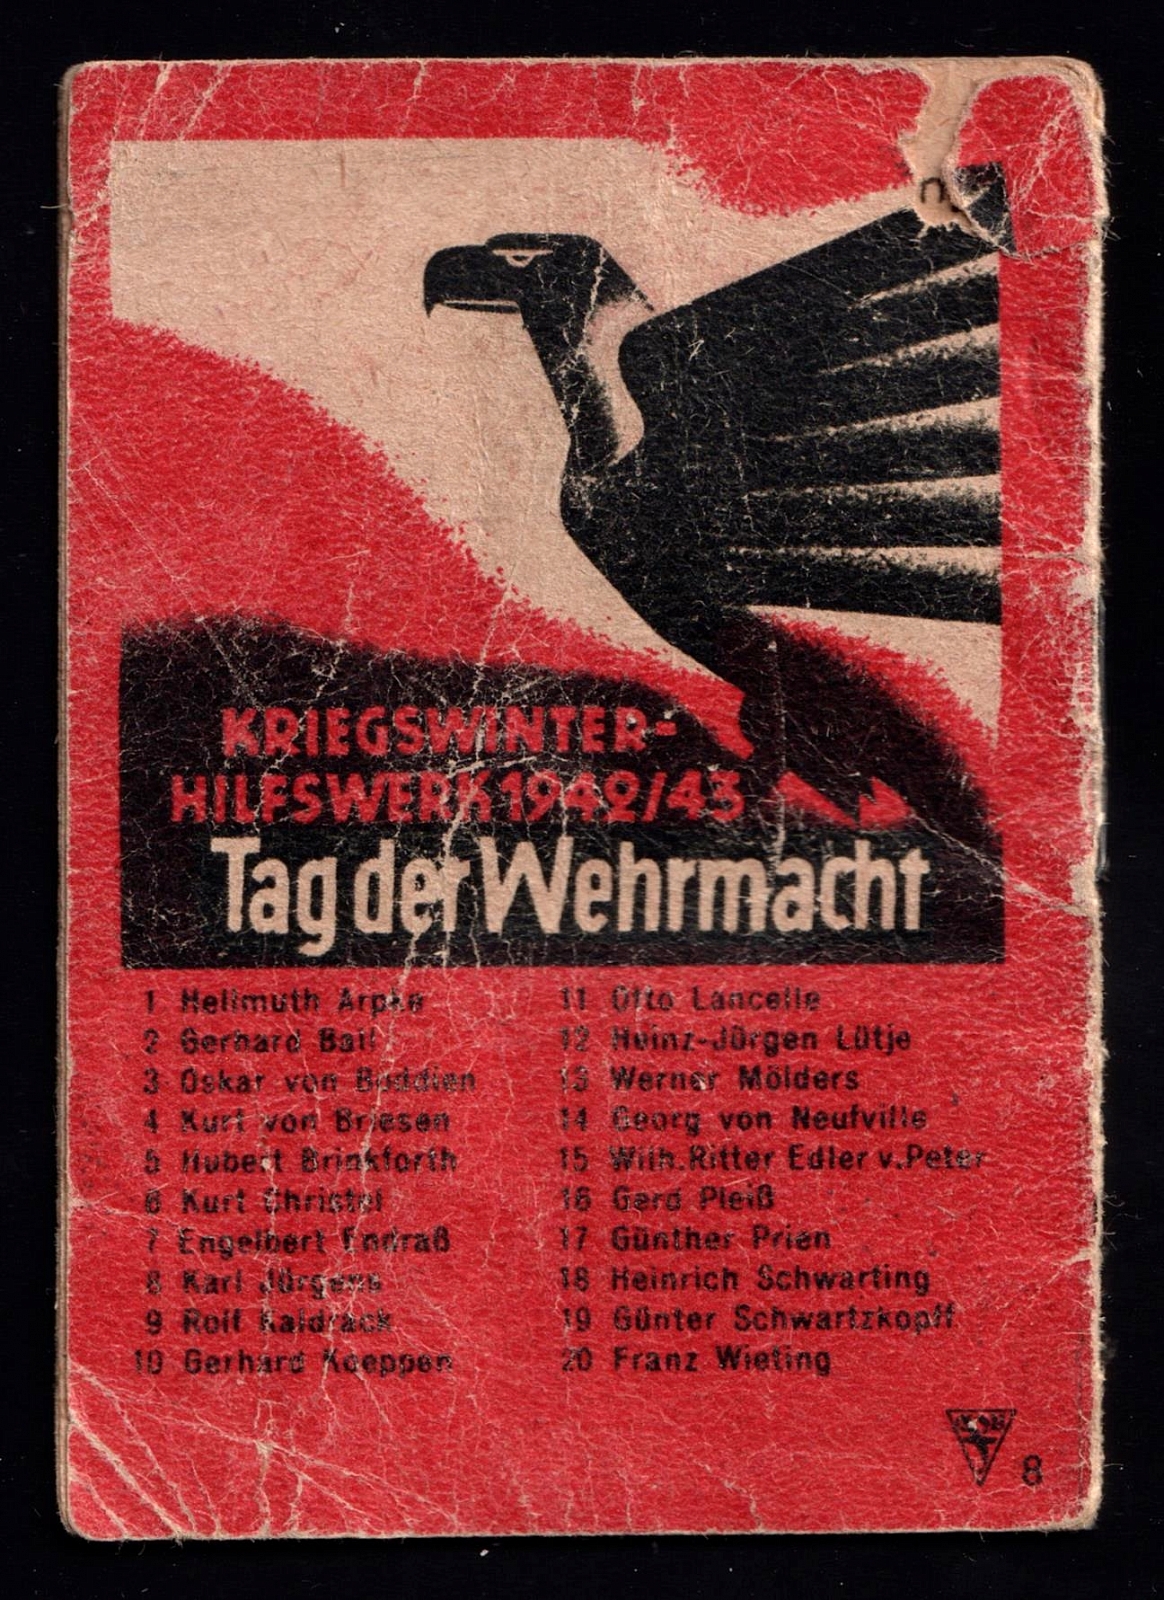 KRIEGSWINTER-
HILFSWERK 1942/43
Tag der Wehrmacht
1 Hellmuth Arpke
2 Gerhard Ball
3 Oskar von Boddien
4 Kurt von Briesen
5 Hubert Brinkforth
6 Kurt Christel
7 Engelbert Endraß
8 Karl Jürgens
9 Rolf Kaldrack
10 Gerhard Koeppen
11 Otto Lancelle
12 Heinz-Jürgen Lütje
13 Werner Mölders
14 Georg von Neufville
15 Wilh. Ritter Edler v. Peter
16 Gerd Pleiß
17 Günther Prien
18 Heinrich Schwarting
19 Günter Schwartzkopff
20 Franz Wieting
8